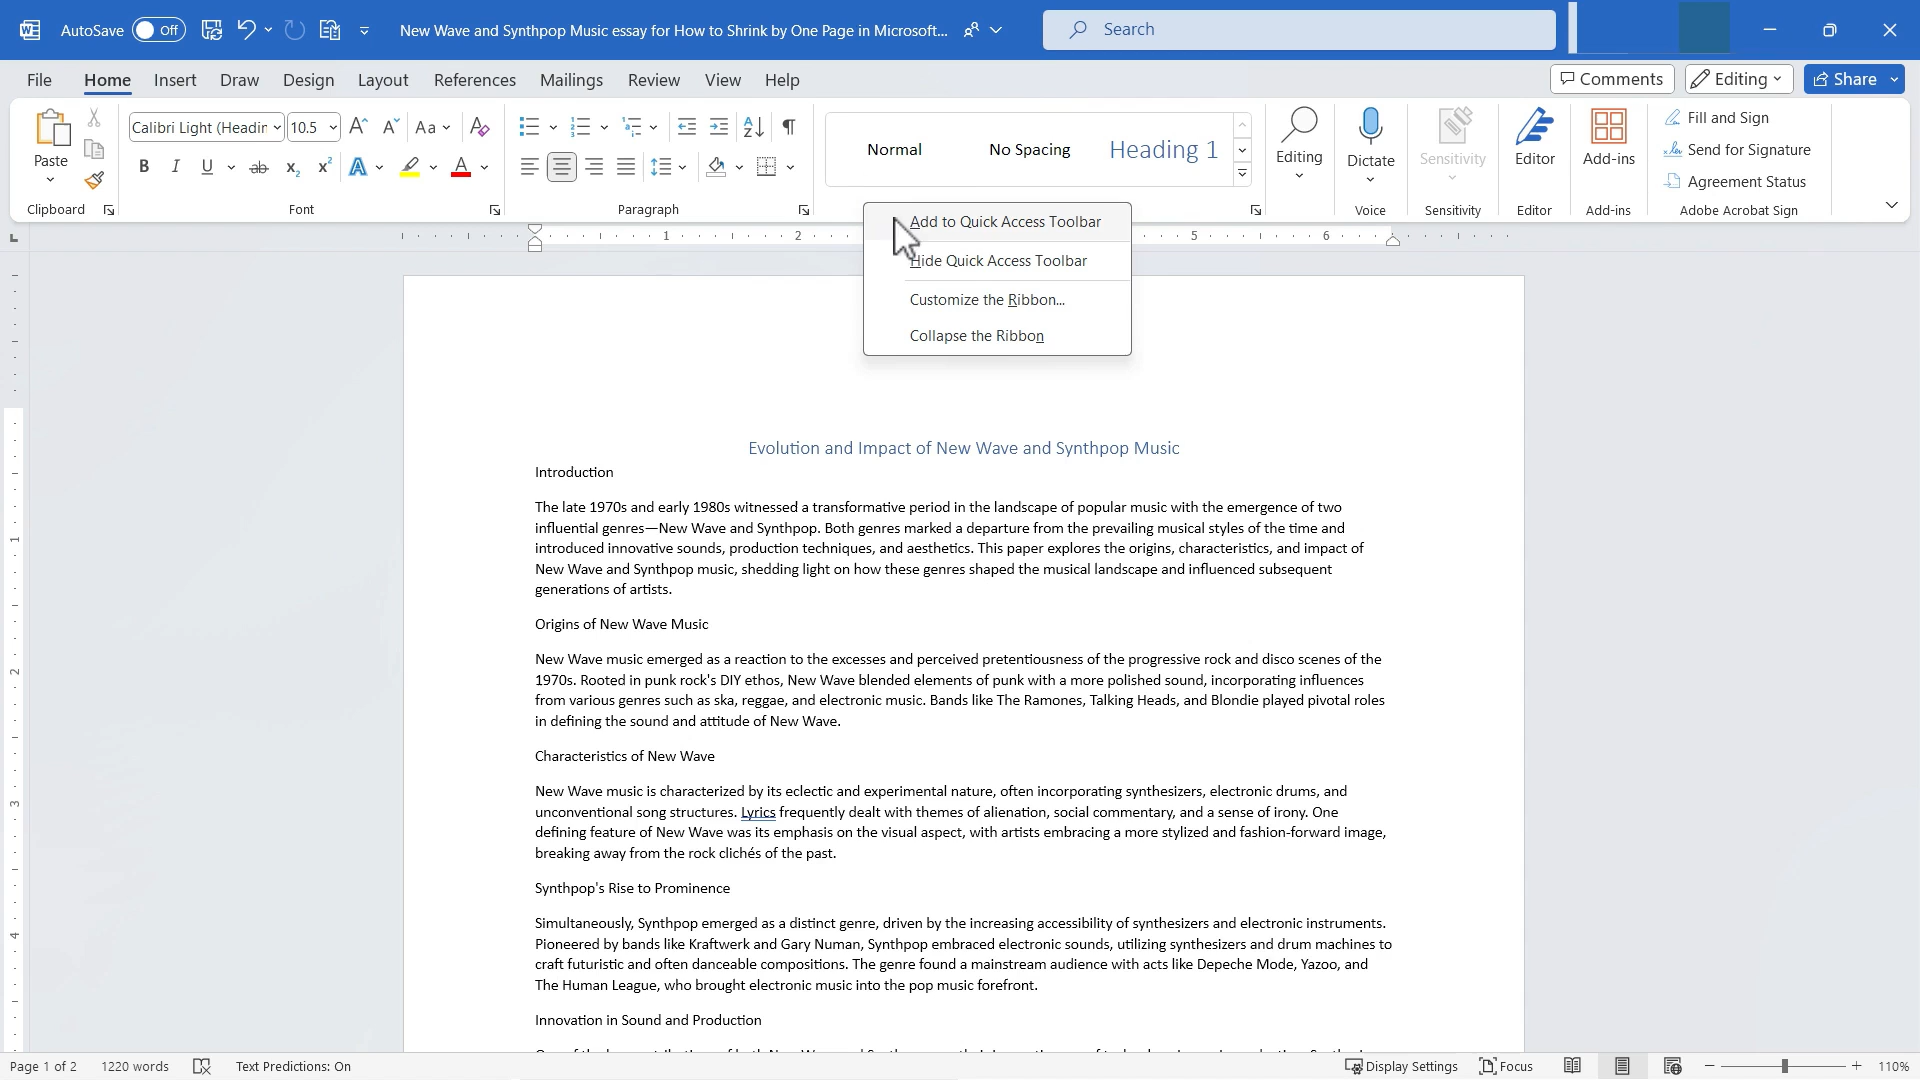 AutoSave Off New Wave and Synthpop Music essay for How to Shrink by One Page in Microsoft... Search
File Home Insert Draw Design Layout References Mailings Review View Help Comments Editing Share
Paste Calibri Light (Headin 10.5 Aa Normal No Spacing Heading 1 Editing Dictate Sensitivity Editor Add-ins Fill and Sign
Send for Signature
Agreement Status
B I U ab x₂ x² A A
Clipboard Font Paragraph Voice Sensitivity Editor Add-ins Adobe Acrobat Sign
Add to Quick Access Toolbar
Hide Quick Access Toolbar
Customize the Ribbon...
Collapse the Ribbon
1 2 5 6
Evolution and Impact of New Wave and Synthpop Music
Introduction
The late 1970s and early 1980s witnessed a transformative period in the landscape of popular music with the emergence of two
influential genres—New Wave and Synthpop. Both genres marked a departure from the prevailing musical styles of the time and
introduced innovative sounds, production techniques, and aesthetics. This paper explores the origins, characteristics, and impact of
New Wave and Synthpop music, shedding light on how these genres shaped the musical landscape and influenced subsequent
generations of artists.
Origins of New Wave Music
New Wave music emerged as a reaction to the excesses and perceived pretentiousness of the progressive rock and disco scenes of the
1970s. Rooted in punk rock's DIY ethos, New Wave blended elements of punk with a more polished sound, incorporating influences
from various genres such as ska, reggae, and electronic music. Bands like The Ramones, Talking Heads, and Blondie played pivotal roles
in defining the sound and attitude of New Wave.
Characteristics of New Wave
New Wave music is characterized by its eclectic and experimental nature, often incorporating synthesizers, electronic drums, and
unconventional song structures. Lyrics frequently dealt with themes of alienation, social commentary, and a sense of irony. One
defining feature of New Wave was its emphasis on the visual aspect, with artists embracing a more stylized and fashion-forward image,
breaking away from the rock clichés of the past.
Synthpop's Rise to Prominence
Simultaneously, Synthpop emerged as a distinct genre, driven by the increasing accessibility of synthesizers and electronic instruments.
Pioneered by bands like Kraftwerk and Gary Numan, Synthpop embraced electronic sounds, utilizing synthesizers and drum machines to
craft futuristic and often danceable compositions. The genre found a mainstream audience with acts like Depeche Mode, Yazoo, and
The Human League, who brought electronic music into the pop music forefront.
Innovation in Sound and Production
1
2
3
4
Page 1 of 2 1220 words Text Predictions: On Display Settings Focus 110%